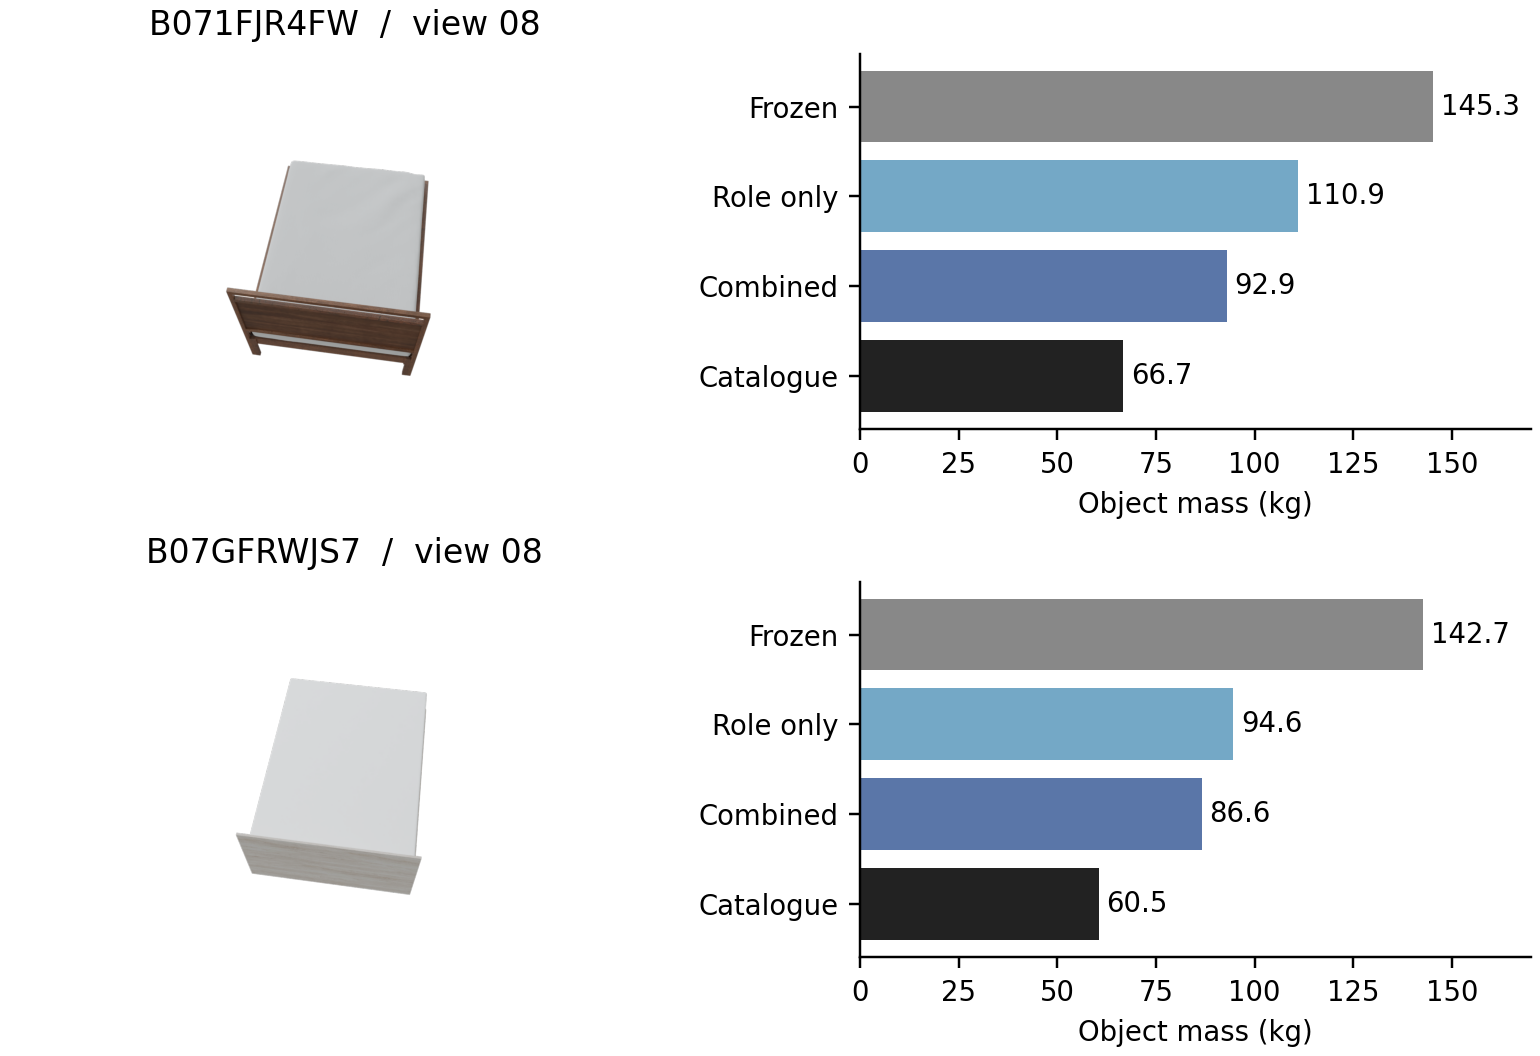 B071FJR4FW / view 08
Frozen 145.3
Role only 110.9
Combined 92.9
Catalogue 66.7
0 25 50 75 100 125 150
Object mass (kg)
B07GFRWJS7 / view 08
Frozen 142.7
Role only 94.6
Combined 86.6
Catalogue 60.5
0 25 50 75 100 125 150
Object mass (kg)